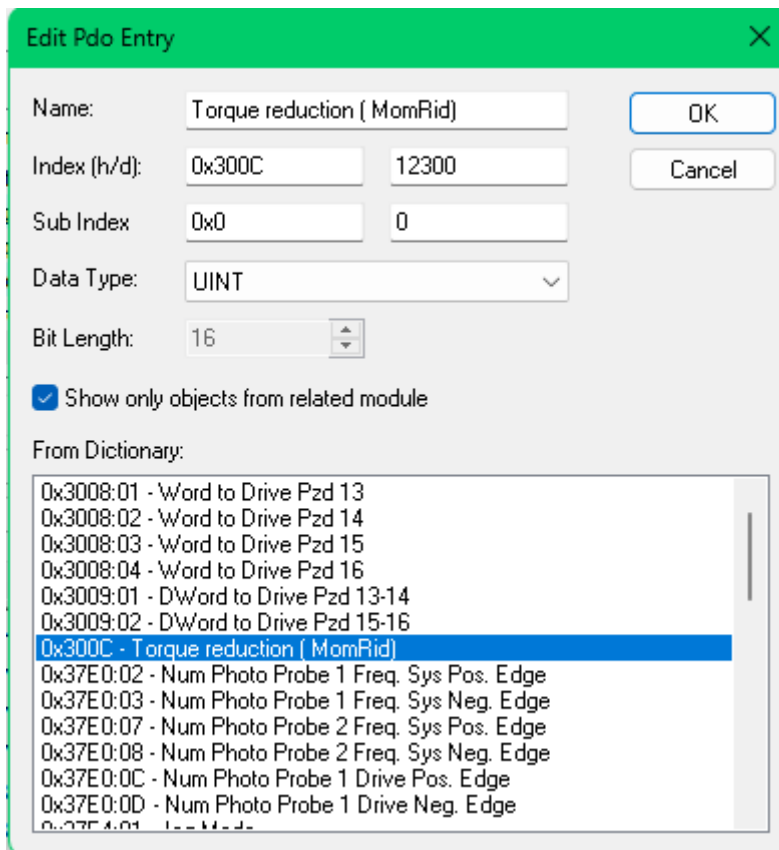 Edit Pdo Entry
Name: Torque reduction ( MomRid) OK
Index (h/d): 0x300C 12300 Cancel
Sub Index 0x0 0
Data Type: UINT
Bit Length: 16
Show only objects from related module
From Dictionary:
0x3008:01 - Word to Drive Pzd 13
0x3008:02 - Word to Drive Pzd 14
0x3008:03 - Word to Drive Pzd 15
0x3008:04 - Word to Drive Pzd 16
0x3009:01 - DWord to Drive Pzd 13-14
0x3009:02 - DWord to Drive Pzd 15-16
0x300C - Torque reduction ( MomRid)
0x37E0:02 - Num Photo Probe 1 Freq. Sys Pos. Edge
0x37E0:03 - Num Photo Probe 1 Freq. Sys Neg. Edge
0x37E0:07 - Num Photo Probe 2 Freq. Sys Pos. Edge
0x37E0:08 - Num Photo Probe 2 Freq. Sys Neg. Edge
0x37E0:0C - Num Photo Probe 1 Drive Pos. Edge
0x37E0:0D - Num Photo Probe 1 Drive Neg. Edge